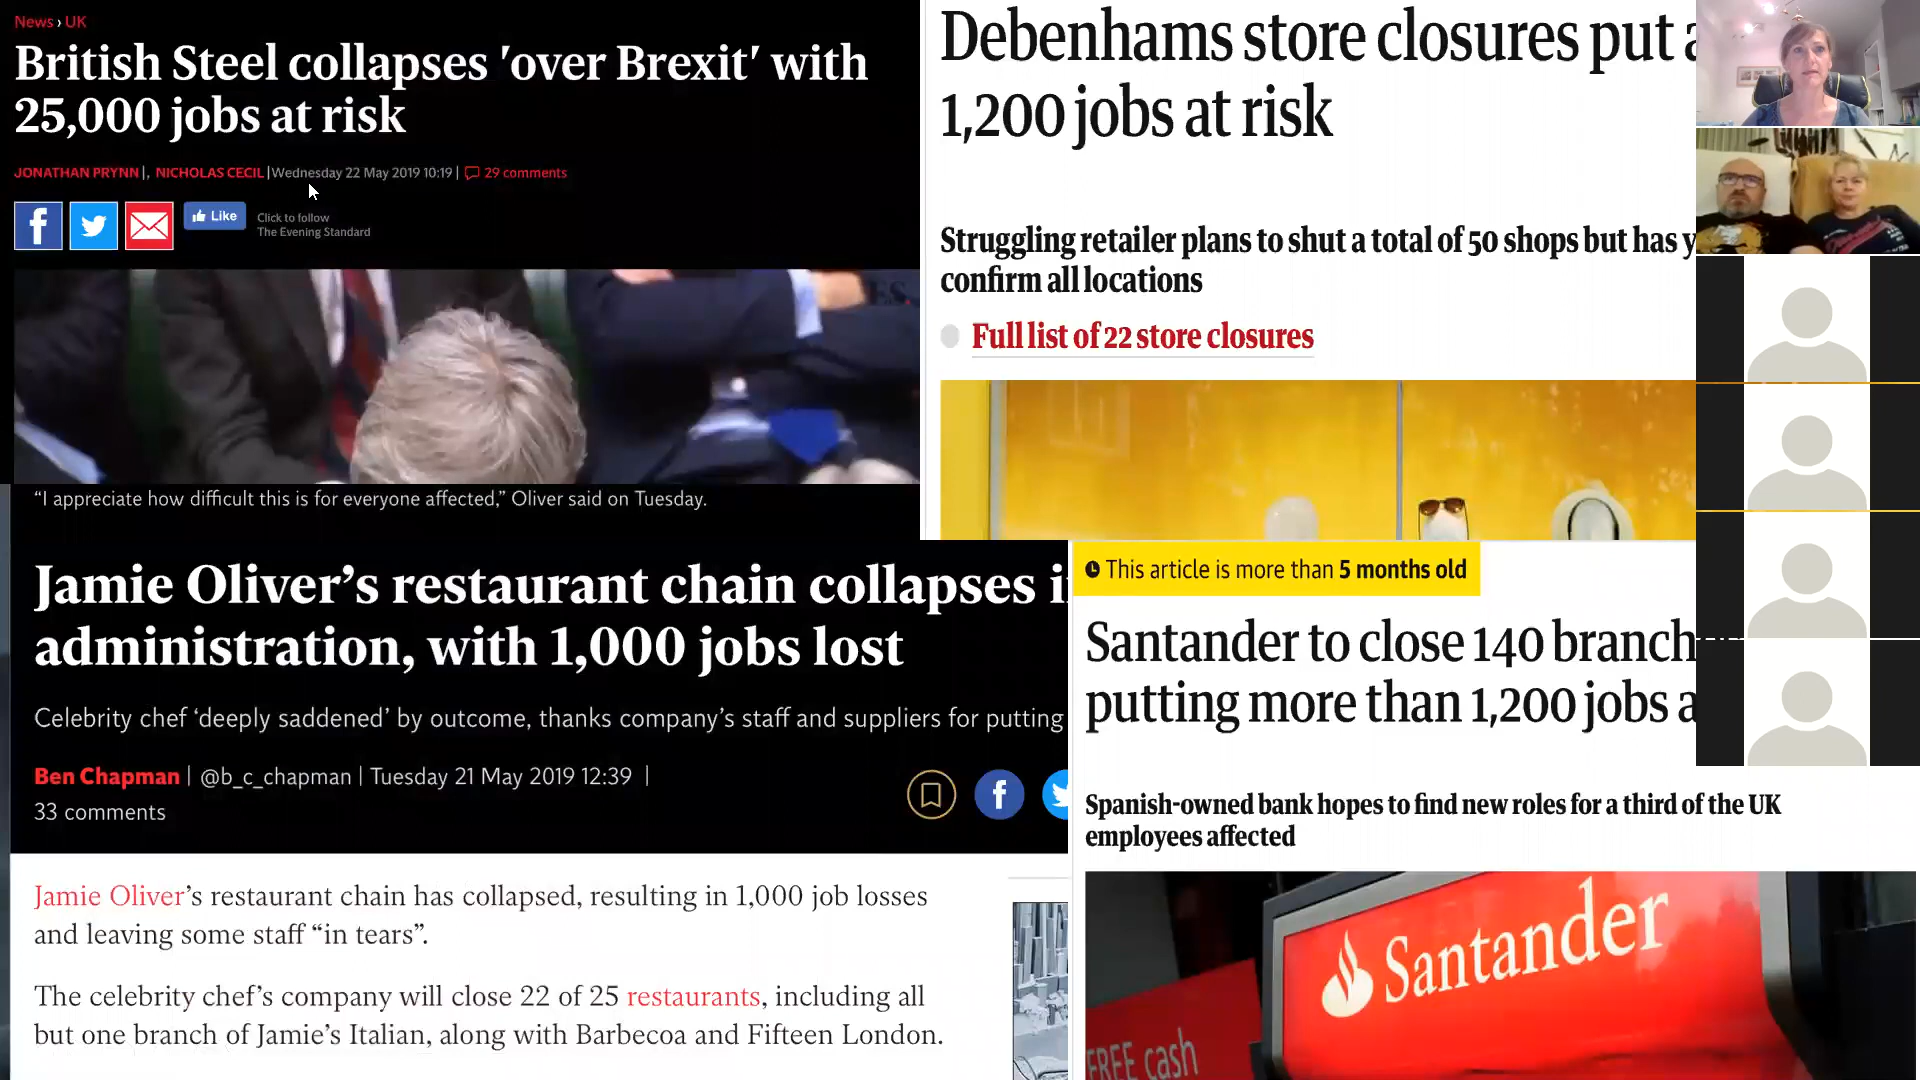 News › UK
British Steel collapses 'over Brexit' with
25,000 jobs at risk
JONATHAN PRYNN |, NICHOLAS CECIL | Wednesday 22 May 2019 10:19 | 29 comments
f
Like
Click to follow
The Evening Standard
ES.
“I appreciate how difficult this is for everyone affected,” Oliver said on Tuesday.
Jamie Oliver’s restaurant chain collapses i
administration, with 1,000 jobs lost
Celebrity chef ‘deeply saddened’ by outcome, thanks company’s staff and suppliers for putting
Ben Chapman | @b_c_chapman | Tuesday 21 May 2019 12:39 |
33 comments
f
Jamie Oliver’s restaurant chain has collapsed, resulting in 1,000 job losses
and leaving some staff “in tears”.
The celebrity chef’s company will close 22 of 25 restaurants, including all
but one branch of Jamie’s Italian, along with Barbecoa and Fifteen London.
Debenhams store closures put a
1,200 jobs at risk
Struggling retailer plans to shut a total of 50 shops but has y
confirm all locations
Full list of 22 store closures
This article is more than 5 months old
Santander to close 140 branch
putting more than 1,200 jobs a
Spanish-owned bank hopes to find new roles for a third of the UK
employees affected
Santander
FREE cash